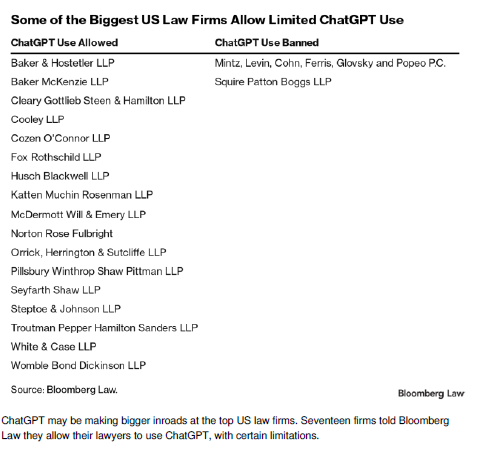 Some of the Biggest US Law Firms Allow Limited ChatGPT Use
ChatGPT Use Allowed ChatGPT Use Banned
Baker & Hostetler LLP Mintz, Levin, Cohn, Ferris, Glovsky and Popeo P.C.
Baker McKenzie LLP Squire Patton Boggs LLP
Cleary Gottlieb Steen & Hamilton LLP
Cooley LLP
Cozen O'Connor LLP
Fox Rothschild LLP
Husch Blackwell LLP
Katten Muchin Rosenman LLP
McDermott Will & Emery LLP
Norton Rose Fulbright
Orrick, Herrington & Sutcliffe LLP
Pillsbury Winthrop Shaw Pittman LLP
Seyfarth Shaw LLP
Steptoe & Johnson LLP
Troutman Pepper Hamilton Sanders LLP
White & Case LLP
Womble Bond Dickinson LLP
Source: Bloomberg Law.
Bloomberg Law
ChatGPT may be making bigger inroads at the top US law firms. Seventeen firms told Bloomberg
Law they allow their lawyers to use ChatGPT, with certain limitations.